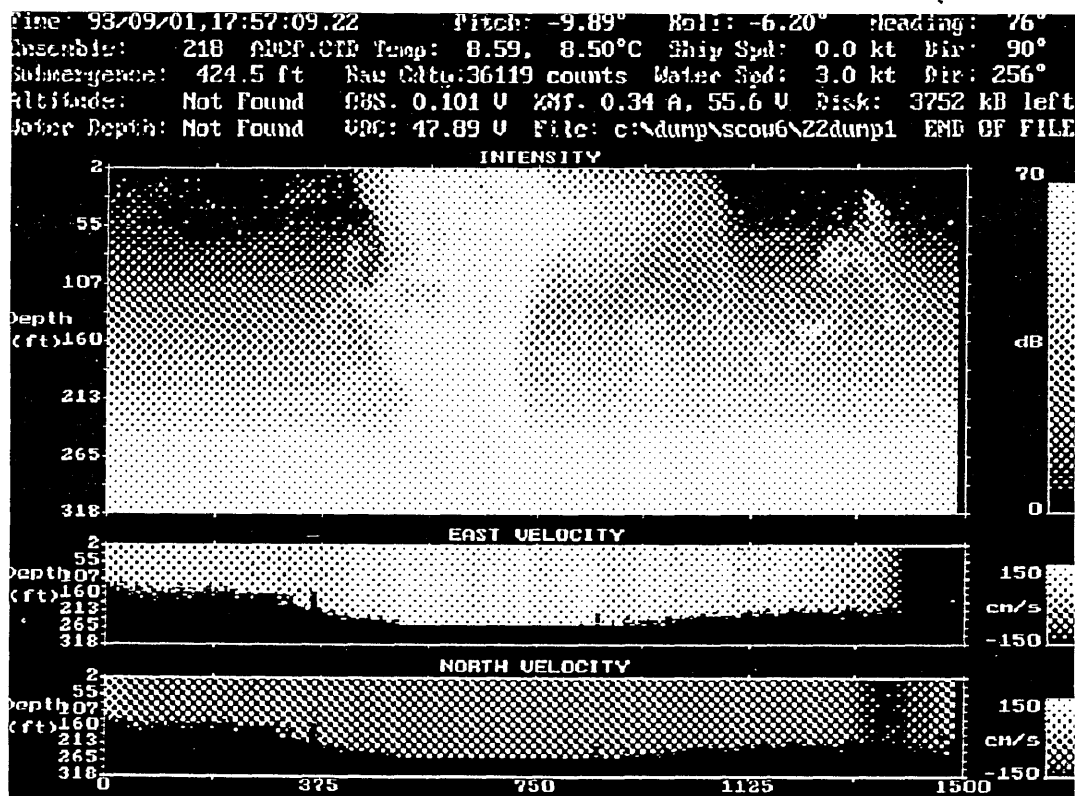 Time: 93/09/01,17:57:09.22 Pitch: -9.89° Roll: -6.20° Heading: 76°
Ensemble: 218 ADCP,CTD Temp: 8.59, 8.50°C Ship Spd: 0.0 kt Dir: 90°
Submergence: 424.5 ft Raw Cdty:36119 counts Water Spd: 3.0 kt Dir: 256°
Altitude: Not Found OBS: 0.101 V XMT: 0.34 A, 55.6 V Disk: 3752 kB left
Water Depth: Not Found VDC: 47.89 V File: c:\dump\scow6\22dump1 END OF FILE
INTENSITY
2
55
107
Depth
(ft)160
213
265
318
70
dB
0
EAST VELOCITY
2
55
Depth107
(ft)160
213
265
318
150
cm/s
-150
NORTH VELOCITY
2
55
Depth107
(ft)160
213
265
318
150
cm/s
-150
0 375 750 1125 1500